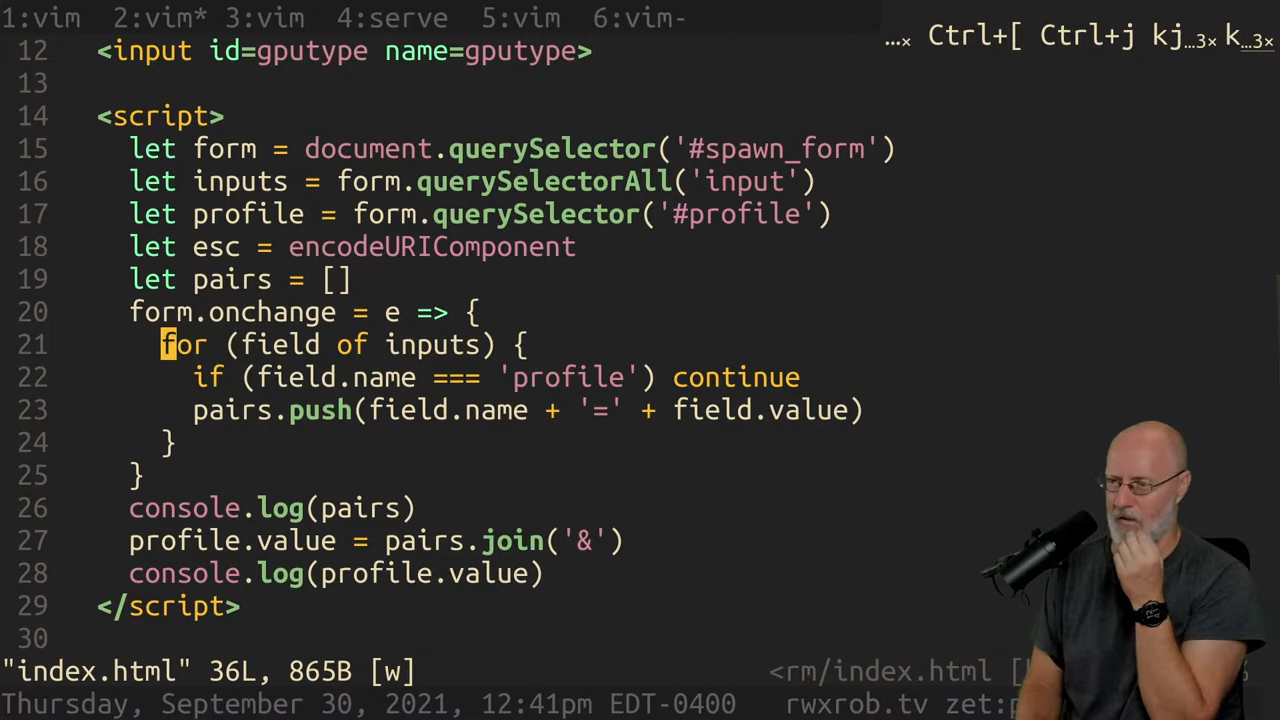 1:vim 2:vim* 3:vim 4:serve 5:vim 6:vim-
…× Ctrl+[ Ctrl+j kj…3× k…3×
12 <input id=gputype name=gputype>
13
14 <script>
15 let form = document.querySelector('#spawn_form')
16 let inputs = form.querySelectorAll('input')
17 let profile = form.querySelector('#profile')
18 let esc = encodeURIComponent
19 let pairs = []
20 form.onchange = e => {
21 for (field of inputs) {
22 if (field.name === 'profile') continue
23 pairs.push(field.name + '=' + field.value)
24 }
25 }
26 console.log(pairs)
27 profile.value = pairs.join('&')
28 console.log(profile.value)
29 </script>
30
"index.html" 36L, 865B [w] <rm/index.html [
Thursday, September 30, 2021, 12:41pm EDT-0400 rwxrob.tv zet: